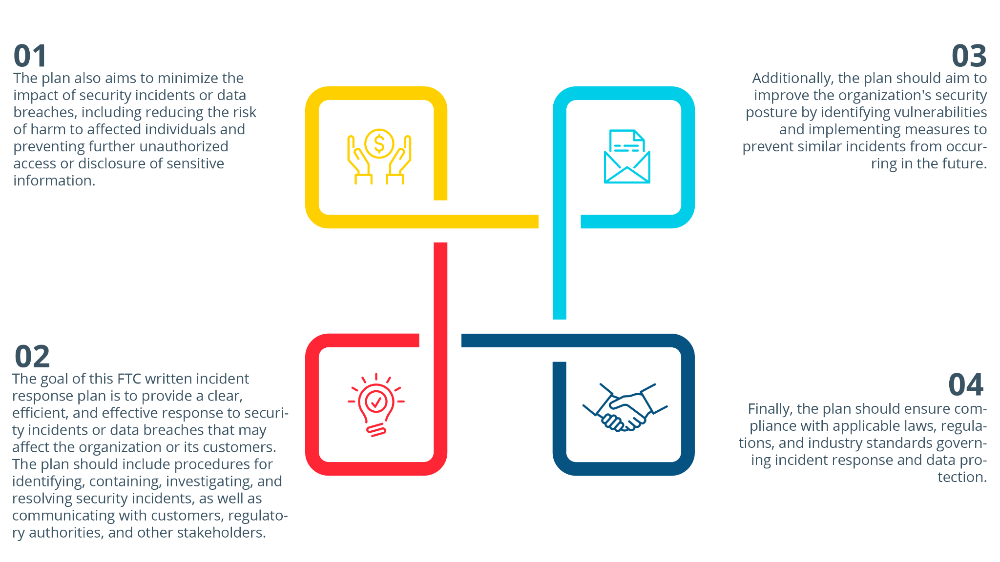 01
The plan also aims to minimize the
impact of security incidents or data
breaches, including reducing the risk
of harm to affected individuals and
preventing further unauthorized
access or disclosure of sensitive
information.
02
The goal of this FTC written incident
response plan is to provide a clear,
efficient, and effective response to securi-
ty incidents or data breaches that may
affect the organization or its customers.
The plan should include procedures for
identifying, containing, investigating, and
resolving security incidents, as well as
communicating with customers, regulato-
ry authorities, and other stakeholders.
03
Additionally, the plan should aim to
improve the organization's security
posture by identifying vulnerabilities
and implementing measures to
prevent similar incidents from occur-
ring in the future.
04
Finally, the plan should ensure com-
pliance with applicable laws, regula-
tions, and industry standards govern-
ing incident response and data pro-
tection.
$